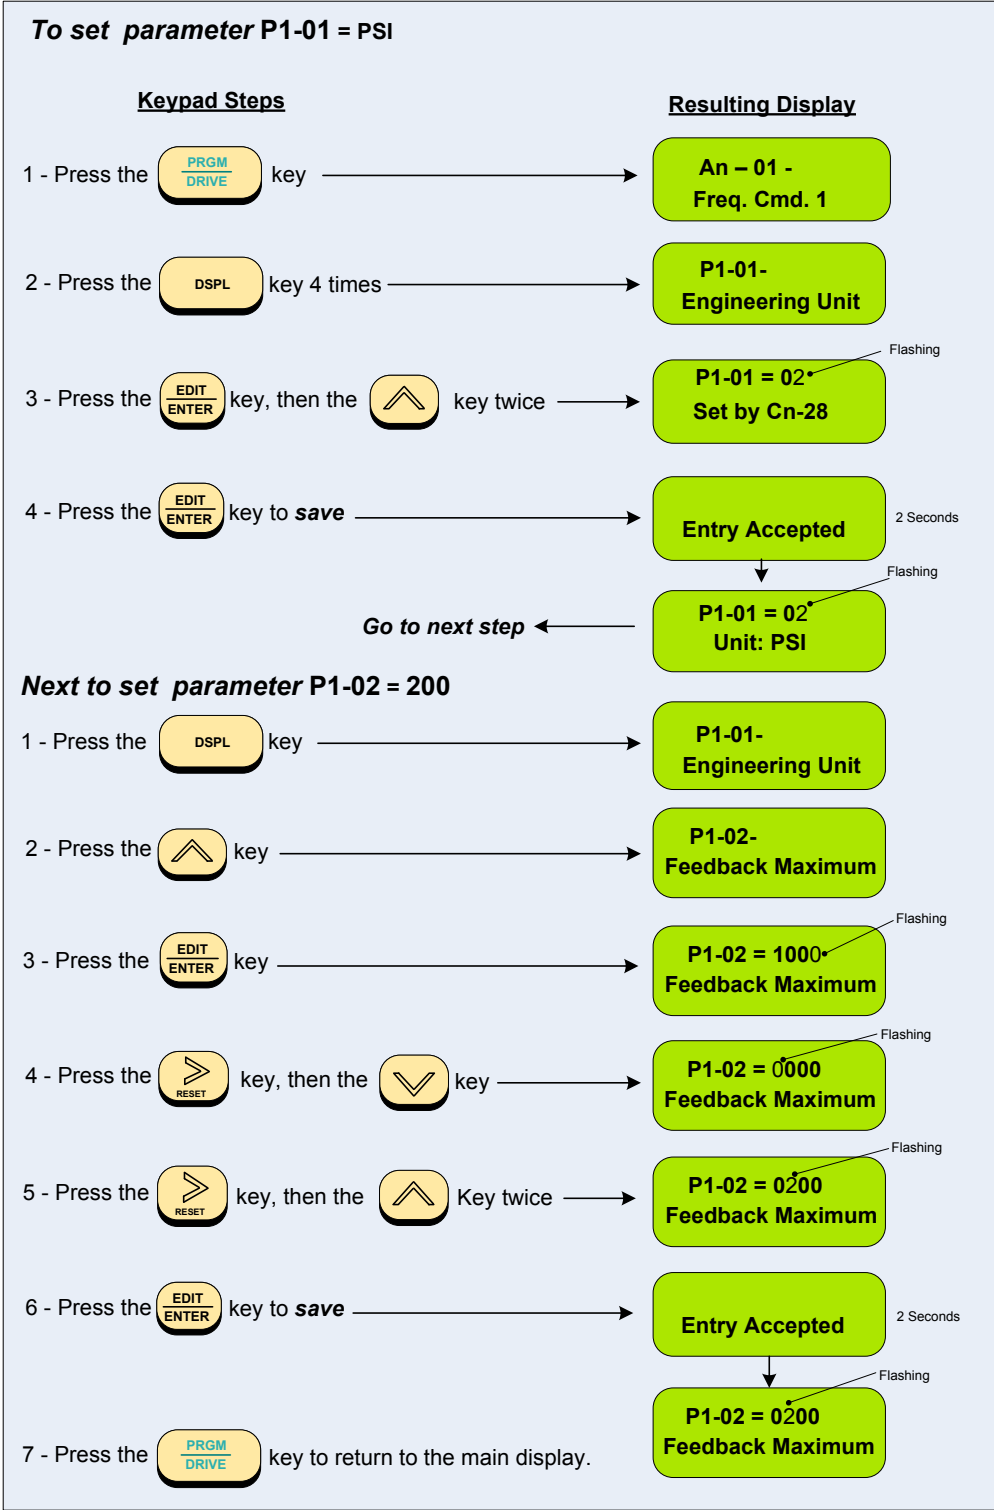 To set parameter P1-01 = PSI
Keypad Steps
Resulting Display
1 - Press the PRGM DRIVE key
An – 01 -
Freq. Cmd. 1
2 - Press the DSPL key 4 times
P1-01-
Engineering Unit
Flashing
3 - Press the EDIT ENTER key, then the key twice
P1-01 = 02
Set by Cn-28
4 - Press the EDIT ENTER key to save
Entry Accepted
2 Seconds
Flashing
Go to next step
P1-01 = 02
Unit: PSI
Next to set parameter P1-02 = 200
1 - Press the DSPL key
P1-01-
Engineering Unit
2 - Press the key
P1-02-
Feedback Maximum
Flashing
3 - Press the EDIT ENTER key
P1-02 = 1000
Feedback Maximum
Flashing
4 - Press the RESET key, then the key
P1-02 = 0000
Feedback Maximum
Flashing
5 - Press the RESET key, then the Key twice
P1-02 = 0200
Feedback Maximum
6 - Press the EDIT ENTER key to save
Entry Accepted
2 Seconds
Flashing
P1-02 = 0200
Feedback Maximum
7 - Press the PRGM DRIVE key to return to the main display.